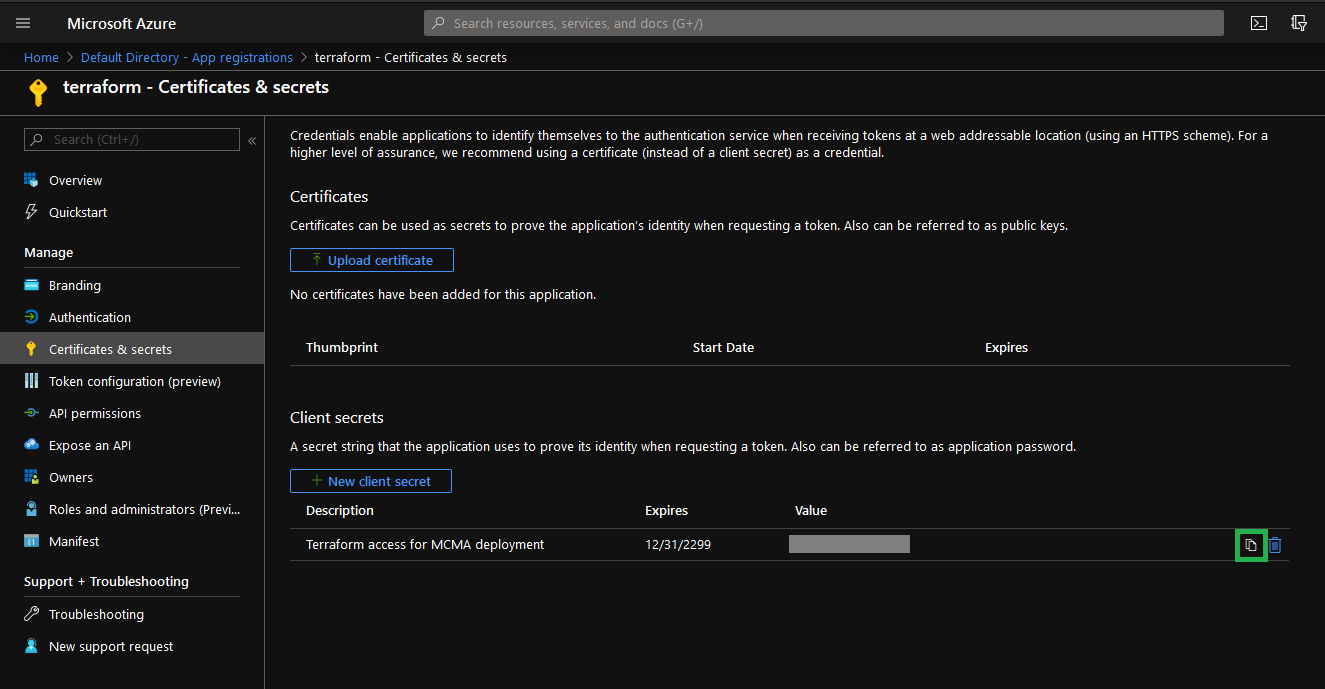 Microsoft Azure
Search resources, services, and docs (G+/)
Home > Default Directory - App registrations > terraform - Certificates & secrets
terraform - Certificates & secrets
Search (Ctrl+/)
«
Overview
Quickstart
Manage
Branding
Authentication
Certificates & secrets
Token configuration (preview)
API permissions
Expose an API
Owners
Roles and administrators (Previ...
Manifest
Support + Troubleshooting
Troubleshooting
New support request
Credentials enable applications to identify themselves to the authentication service when receiving tokens at a web addressable location (using an HTTPS scheme). For a
higher level of assurance, we recommend using a certificate (instead of a client secret) as a credential.
Certificates
Certificates can be used as secrets to prove the application's identity when requesting a token. Also can be referred to as public keys.
Upload certificate
No certificates have been added for this application.
Thumbprint Start Date Expires
Client secrets
A secret string that the application uses to prove its identity when requesting a token. Also can be referred to as application password.
New client secret
Description Expires Value
Terraform access for MCMA deployment 12/31/2299